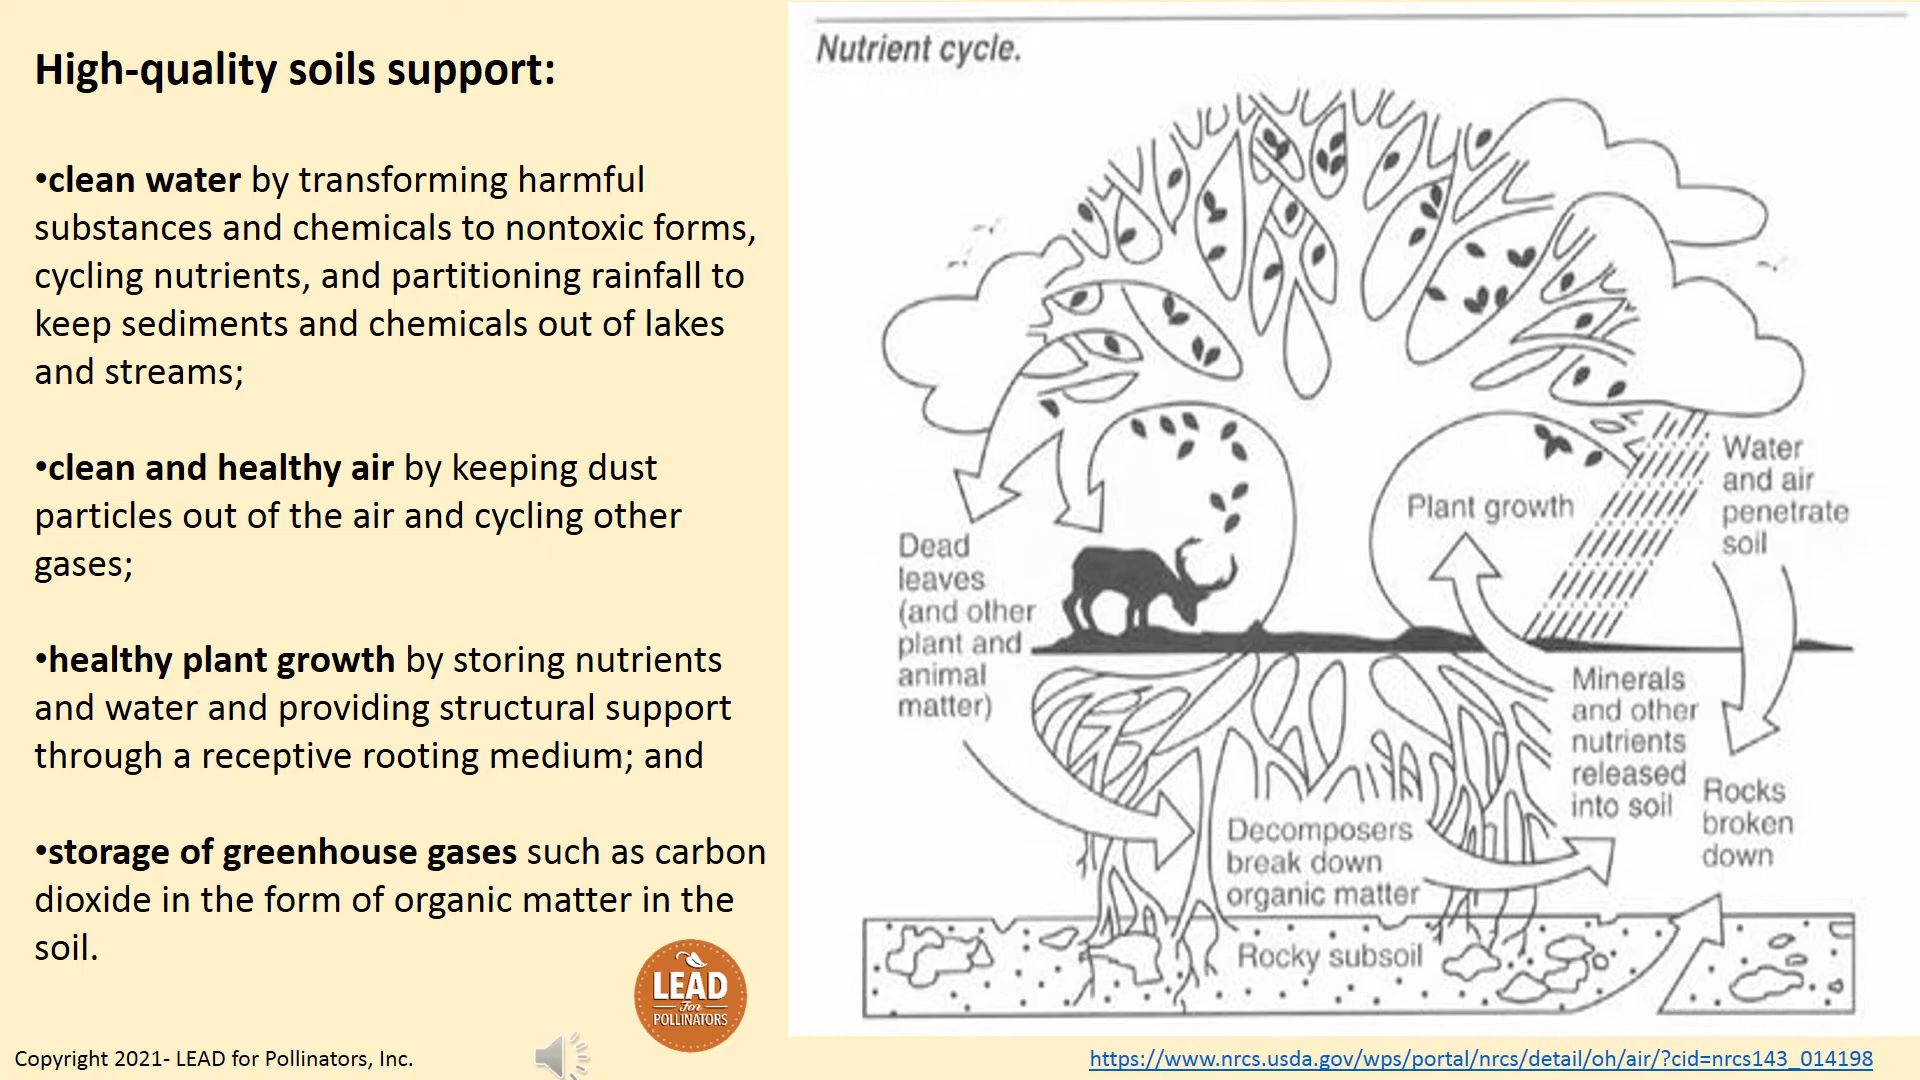 High-quality soils support:
•clean water by transforming harmful
substances and chemicals to nontoxic forms,
cycling nutrients, and partitioning rainfall to
keep sediments and chemicals out of lakes
and streams;
•clean and healthy air by keeping dust
particles out of the air and cycling other
gases;
•healthy plant growth by storing nutrients
and water and providing structural support
through a receptive rooting medium; and
•storage of greenhouse gases such as carbon
dioxide in the form of organic matter in the
soil.
LEAD
For
POLLINATORS
Copyright 2021- LEAD for Pollinators, Inc.
Nutrient cycle.
Water
and air
penetrate
soil
Plant growth
Dead
leaves
(and other
plant and
animal
matter)
Minerals
and other
nutrients
released
into soil
Rocks
broken
down
Decomposers
break down
organic matter
Rocky subsoil
https://www.nrcs.usda.gov/wps/portal/nrcs/detail/oh/air/?cid=nrcs143_014198